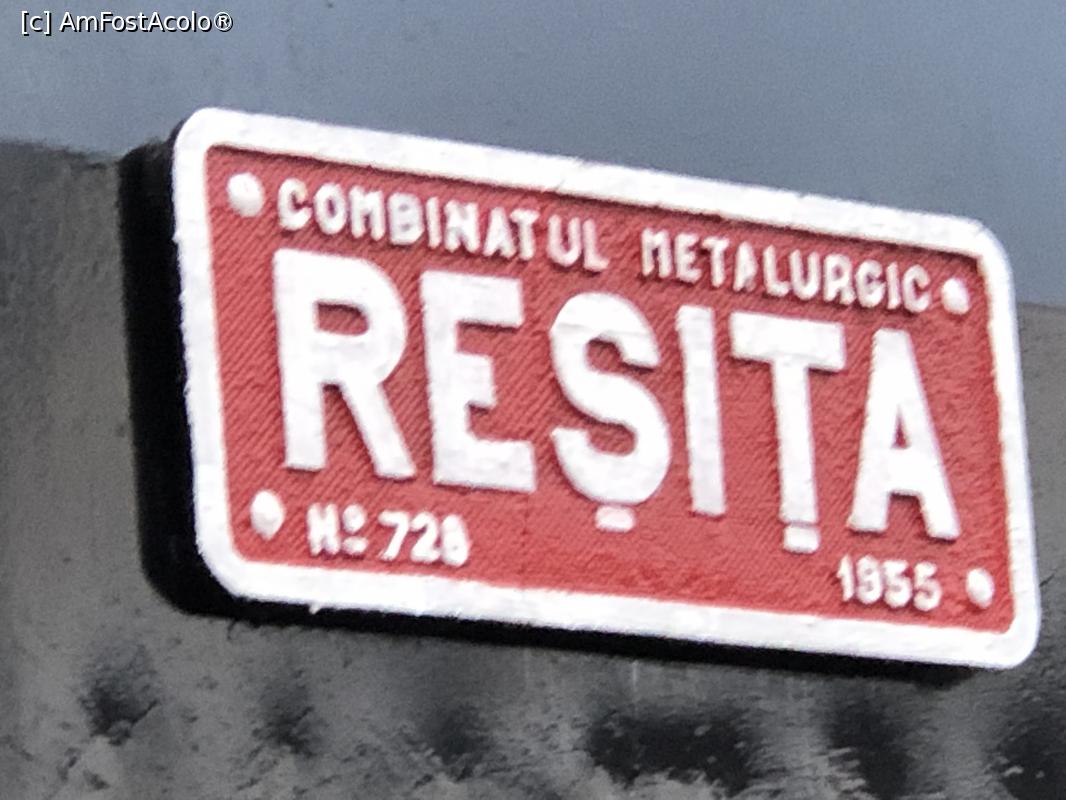 [c] AmFostAcolo®
COMBINATUL METALURGIC
REȘIȚA
Nº 728
1955